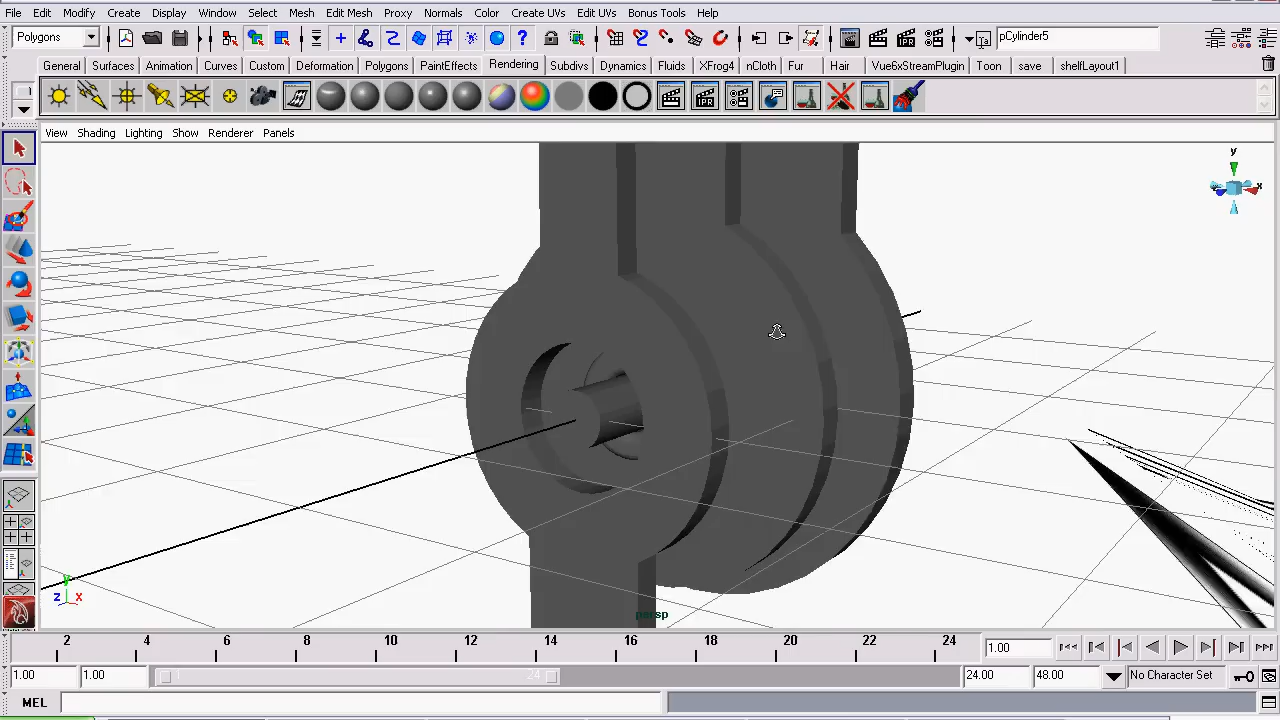 File Edit Modify Create Display Window Select Mesh Edit Mesh Proxy Normals Color Create UVs Edit UVs Bonus Tools Help
Polygons pCylinder5
General Surfaces Animation Curves Custom Deformation Polygons PaintEffects Rendering Subdivs Dynamics Fluids XFrog4 nCloth Fur Hair Vue6xStreamPlugin Toon save shelfLayout1
IPR
View Shading Lighting Show Renderer Panels
y
x
y
z x
persp
2 4 6 8 10 12 14 16 18 20 22 24 1.00
1.00 1.00 24 24.00 48.00 No Character Set
MEL